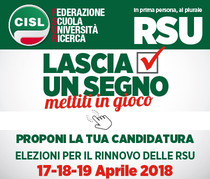 CISL
FEDERAZIONE
SCUOLA
UNIVERSITÀ
RICERCA
In prima persona, al plurale
RSU
LASCIA
UN SEGNO
mettiti in gioco
PROPONI LA TUA CANDIDATURA
ELEZIONI PER IL RINNOVO DELLE RSU
17-18-19 Aprile 2018